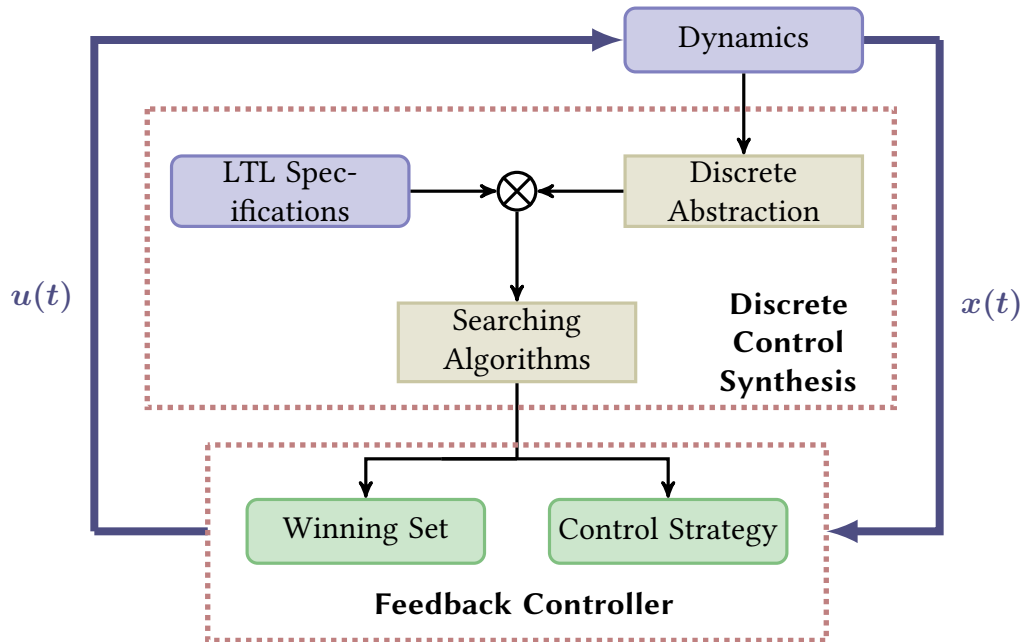 Dynamics
LTL Spec-
ifications
Discrete
Abstraction
u(t)
x(t)
Searching
Algorithms
Discrete
Control
Synthesis
Winning Set
Control Strategy
Feedback Controller